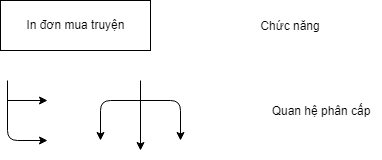 In đơn mua truyện
Chức năng
Quan hệ phân cấp